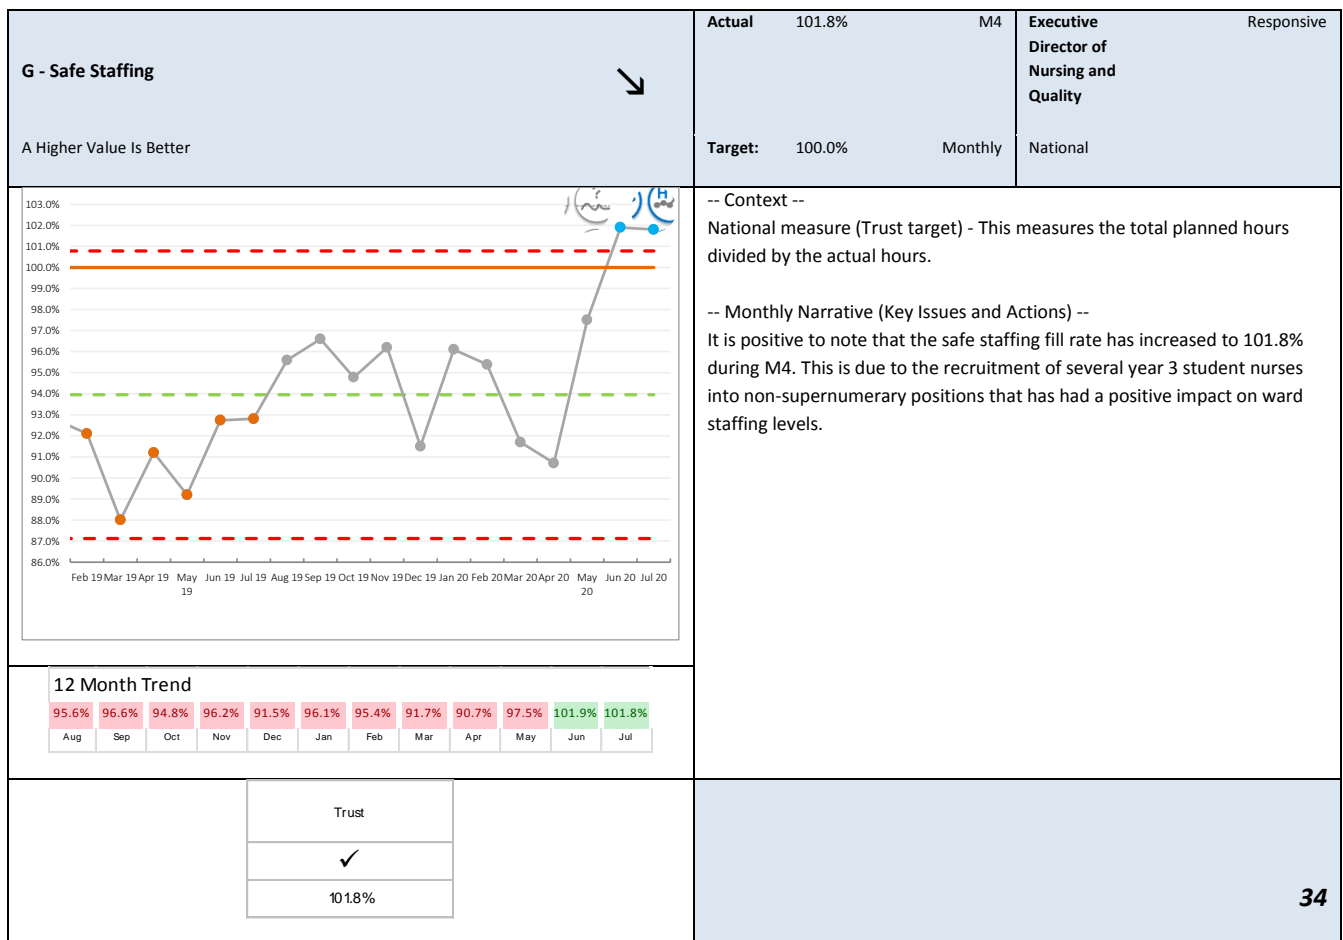 G - Safe Staffing
↘
A Higher Value Is Better
Actual 101.8% M4
Target: 100.0% Monthly
Executive
Director of
Nursing and
Quality
Responsive
National
103.0%
102.0%
101.0%
100.0%
99.0%
98.0%
97.0%
96.0%
95.0%
94.0%
93.0%
92.0%
91.0%
90.0%
89.0%
88.0%
87.0%
86.0%
? H
Feb 19 Mar 19 Apr 19 May 19 Jun 19 Jul 19 Aug 19 Sep 19 Oct 19 Nov 19 Dec 19 Jan 20 Feb 20 Mar 20 Apr 20 May 20 Jun 20 Jul 20
-- Context --
National measure (Trust target) - This measures the total planned hours
divided by the actual hours.
-- Monthly Narrative (Key Issues and Actions) --
It is positive to note that the safe staffing fill rate has increased to 101.8%
during M4. This is due to the recruitment of several year 3 student nurses
into non-supernumerary positions that has had a positive impact on ward
staffing levels.
12 Month Trend
95.6% 96.6% 94.8% 96.2% 91.5% 96.1% 95.4% 91.7% 90.7% 97.5% 101.9% 101.8%
Aug Sep Oct Nov Dec Jan Feb Mar Apr May Jun Jul
Trust
✓
101.8%
34